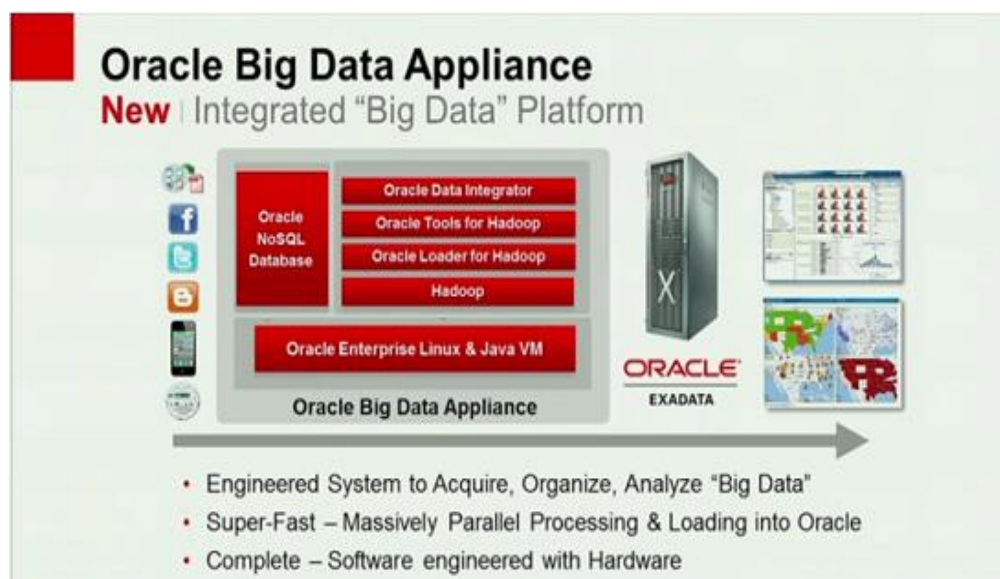 Oracle Big Data Appliance
New | Integrated “Big Data” Platform
Oracle
NoSQL
Database
Oracle Data Integrator
Oracle Tools for Hadoop
Oracle Loader for Hadoop
Hadoop
Oracle Enterprise Linux & Java VM
Oracle Big Data Appliance
X
ORACLE
EXADATA
• Engineered System to Acquire, Organize, Analyze “Big Data”
• Super-Fast – Massively Parallel Processing & Loading into Oracle
• Complete – Software engineered with Hardware